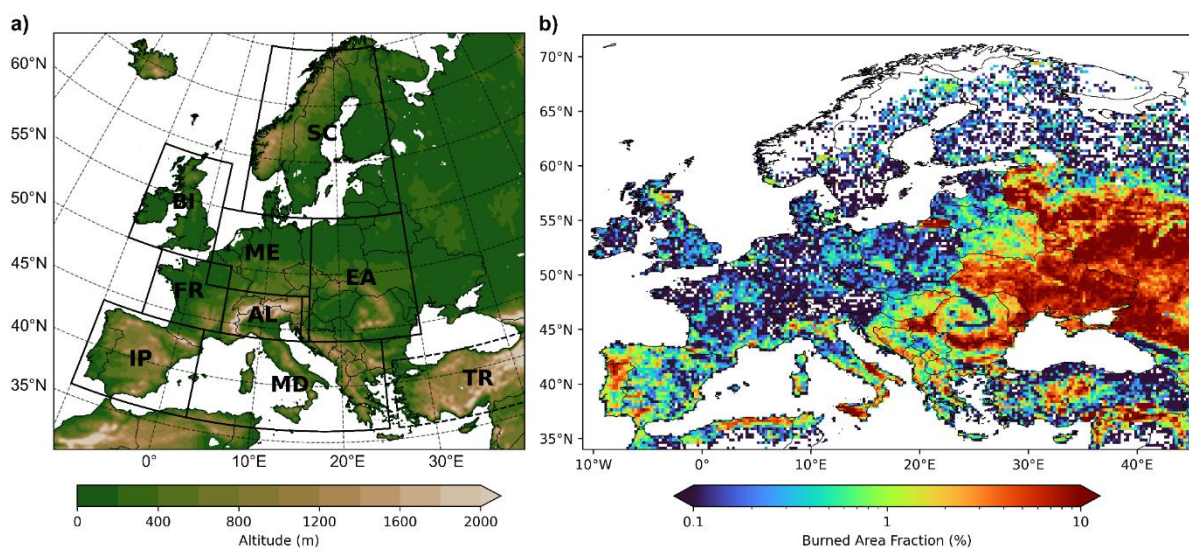 a)
60°N
55°N
50°N
45°N
40°N
35°N
SC
BI
ME
EA
FR
AL
IP
MD
TR
0°
10°E
20°E
30°E
0
400
800
1200
1600
2000
Altitude (m)
b)
70°N
65°N
60°N
55°N
50°N
45°N
40°N
35°N
10°W
0°
10°E
20°E
30°E
40°E
0.1
1
10
Burned Area Fraction (%)